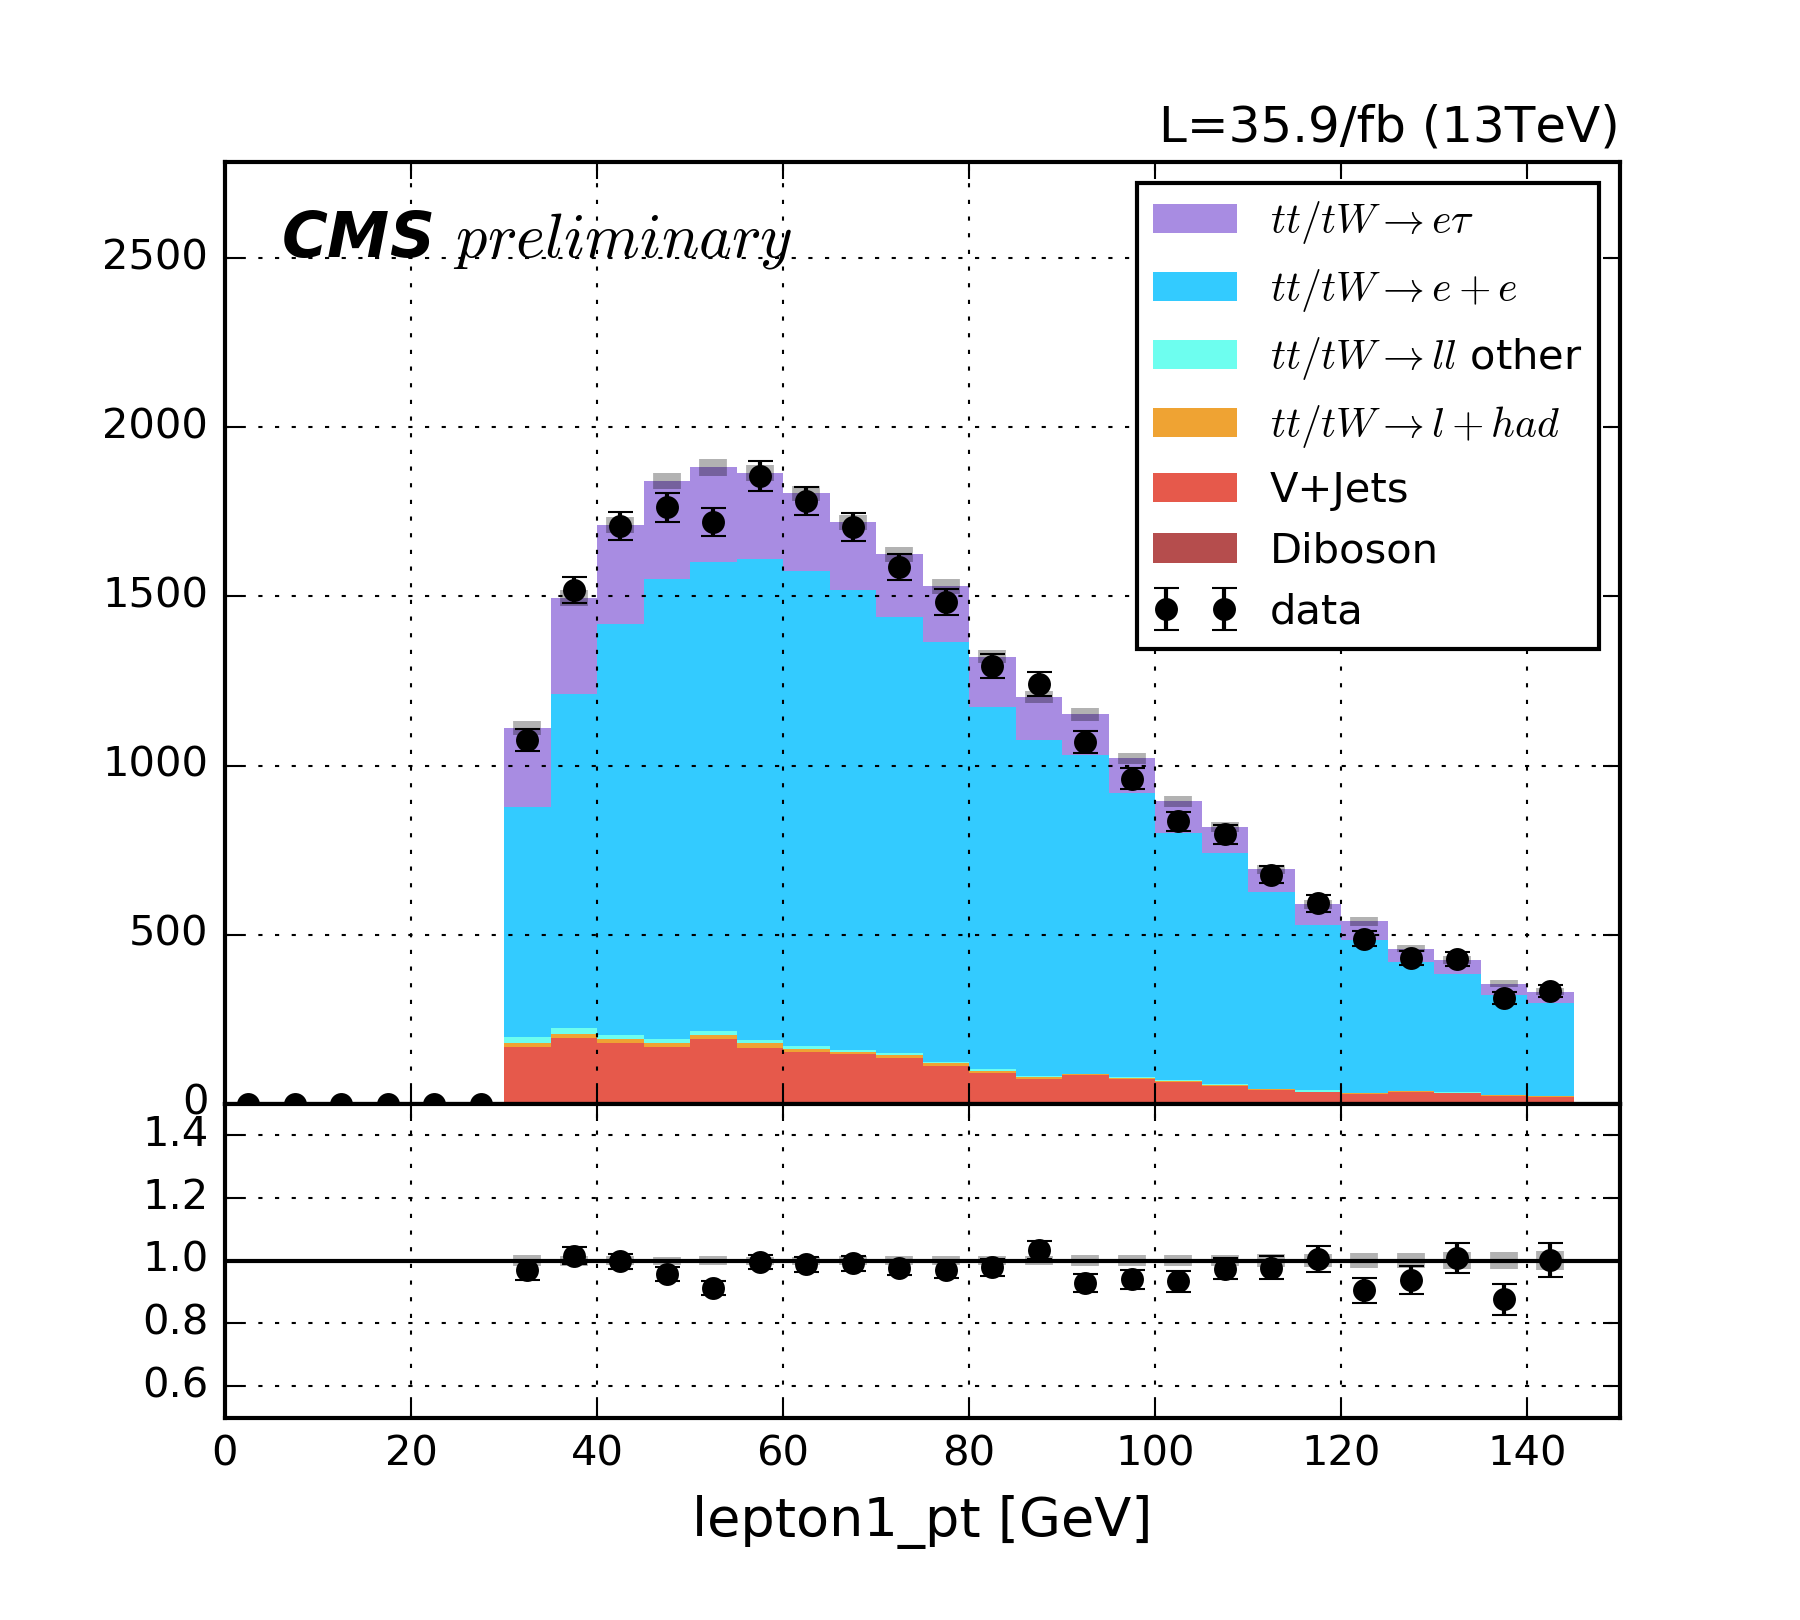 L=35.9/fb (13TeV)
CMS preliminary
tt/tW→eτ
tt/tW→e+e
tt/tW→ll other
tt/tW→l+had
V+Jets
Diboson
data
2500
2000
1500
1000
500
0
1.4
1.2
1.0
0.8
0.6
0 20 40 60 80 100 120 140
lepton1_pt [GeV]